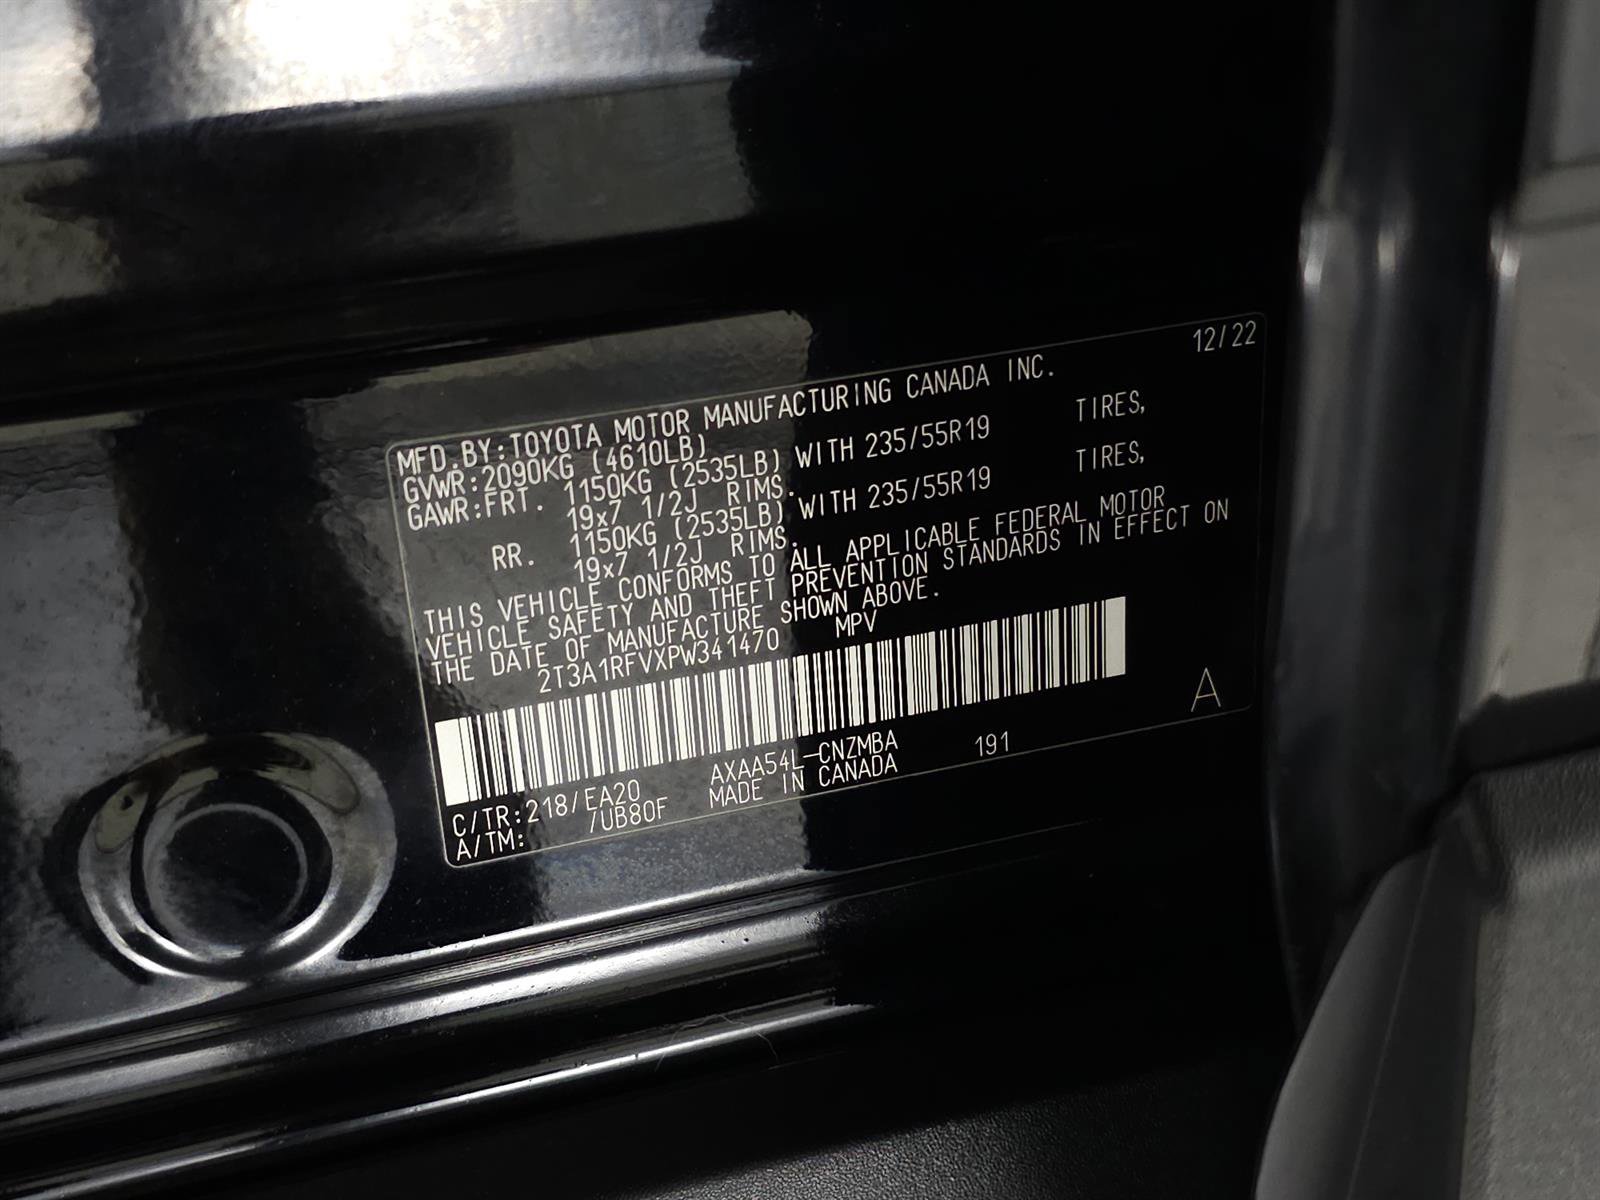 12/22
MFD.BY:TOYOTA MOTOR MANUFACTURING CANADA INC.
GVWR:2090KG (4610LB)
GAWR:FRT. 1150KG (2535LB) WITH 235/55R19 TIRES,
19x7 1/2J RIMS.
RR. 1150KG (2535LB) WITH 235/55R19 TIRES,
19x7 1/2J RIMS.
THIS VEHICLE CONFORMS TO ALL APPLICABLE FEDERAL MOTOR
VEHICLE SAFETY AND THEFT PREVENTION STANDARDS IN EFFECT ON
THE DATE OF MANUFACTURE SHOWN ABOVE.
2T3A1RFVXPW341470 MPV
A
C/TR:218/EA20 AXAA54L-CNZMBA 191
A/TM: /UB80F MADE IN CANADA